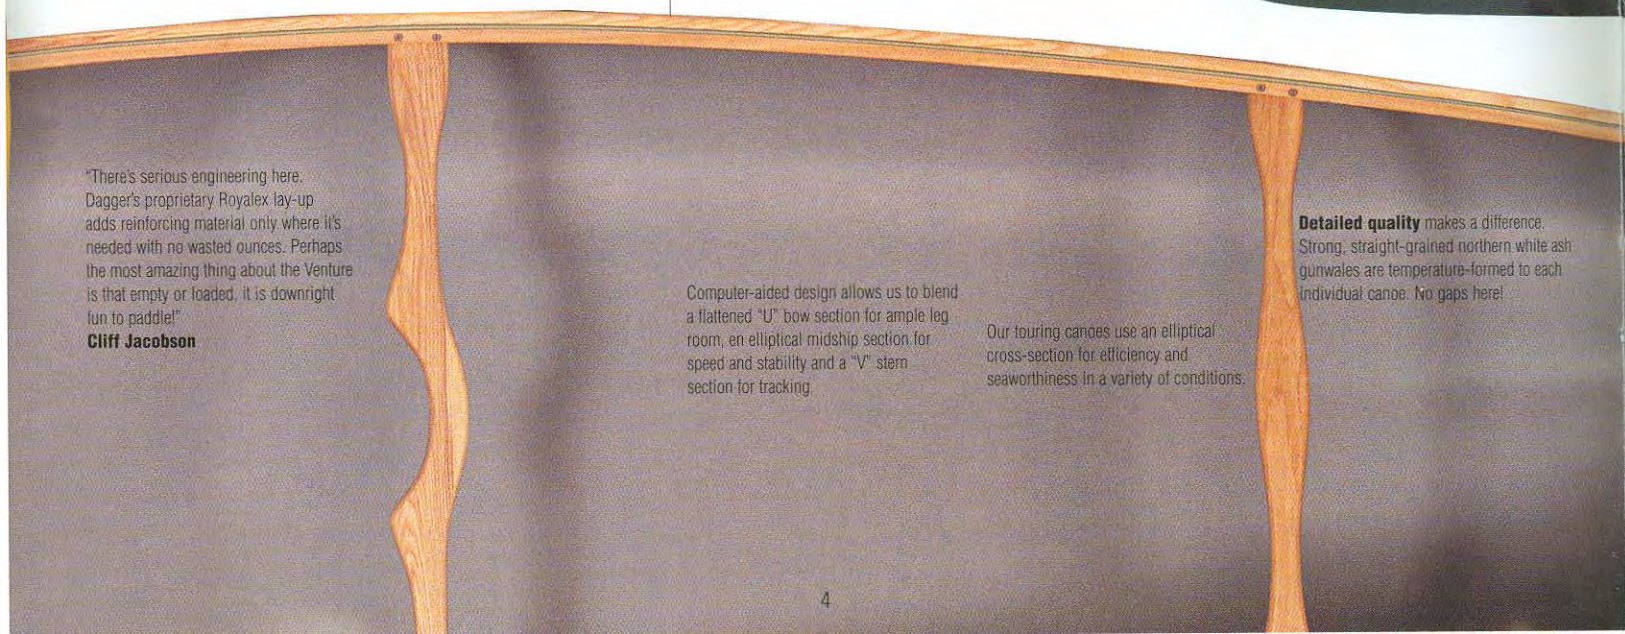 "There's serious engineering here.
Dagger's proprietary Royalex lay-up
adds reinforcing material only where it's
needed with no wasted ounces. Perhaps
the most amazing thing about the Venture
is that empty or loaded, it is downright
fun to paddle!"
Cliff Jacobson
Computer-aided design allows us to blend
a flattened "U" bow section for ample leg
room, en elliptical midship section for
speed and stability and a "V" stern
section for tracking.
Our touring canoes use an elliptical
cross-section for efficiency and
seaworthiness in a variety of conditions.
Detailed quality makes a difference.
Strong, straight-grained northern white ash
gunwales are temperature-formed to each
individual canoe. No gaps here!
4